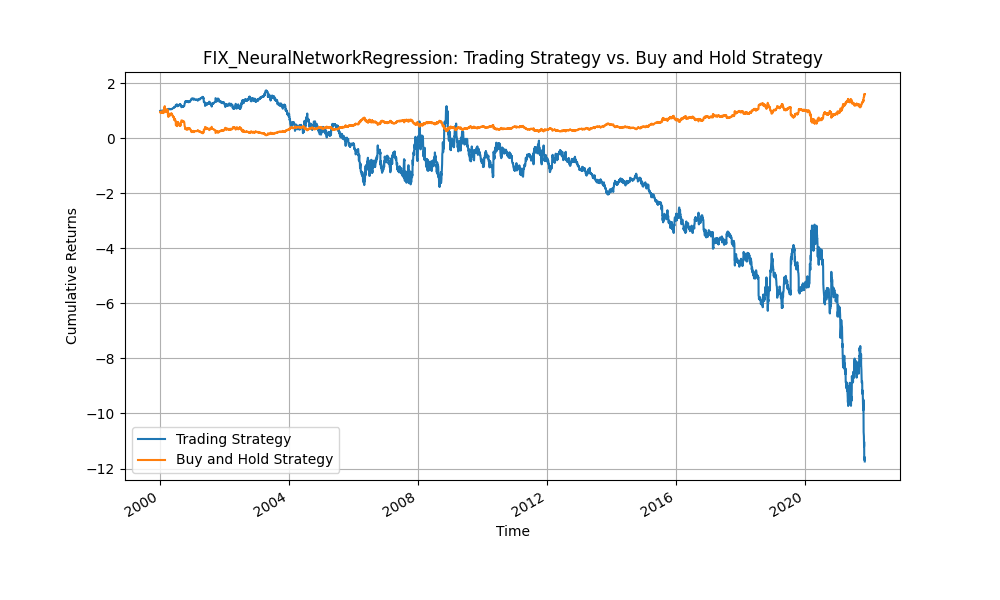 FIX_NeuralNetworkRegression: Trading Strategy vs. Buy and Hold Strategy
Cumulative Returns
2
0
−2
−4
−6
−8
−10
−12
Trading Strategy
Buy and Hold Strategy
2000
2004
2008
2012
2016
2020
Time